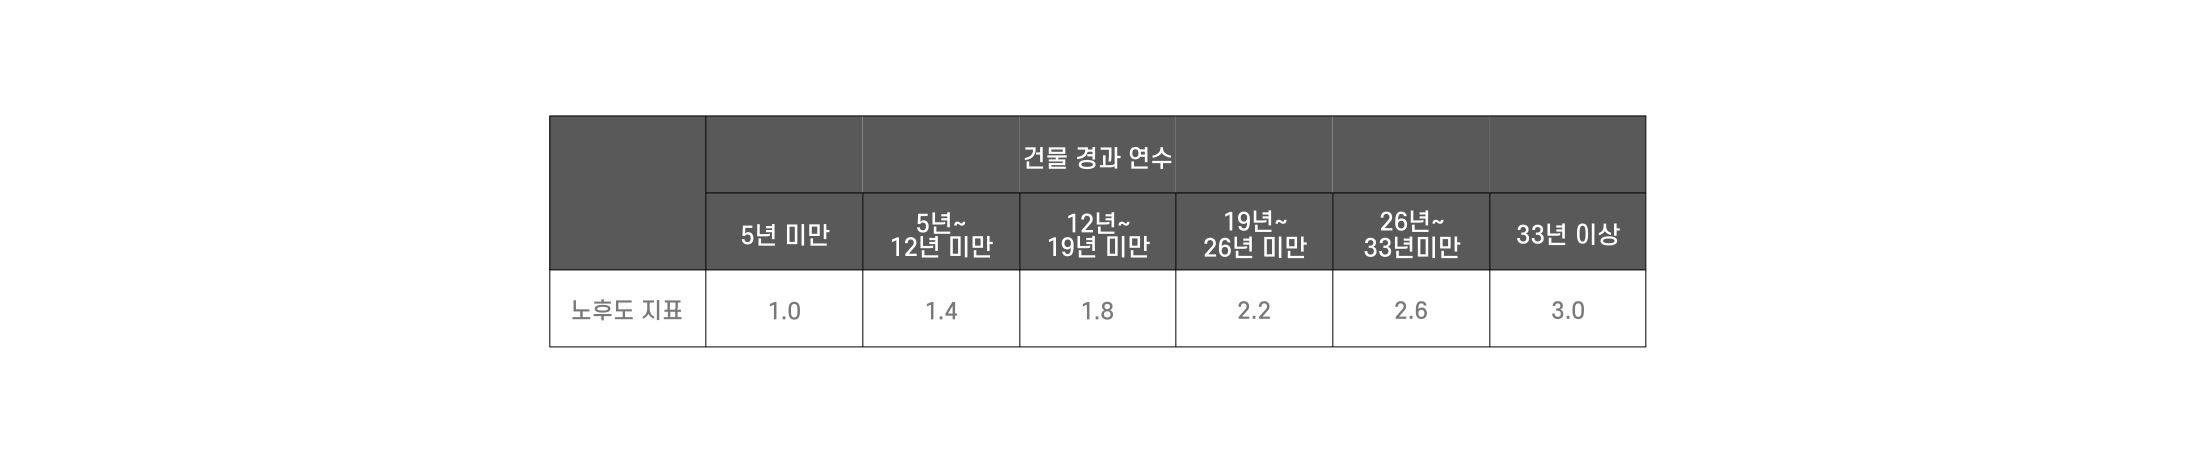 건물 경과 연수
5년 미만
5년~
12년 미만
12년~
19년 미만
19년~
26년 미만
26년~
33년미만
33년 이상
노후도 지표
1.0
1.4
1.8
2.2
2.6
3.0